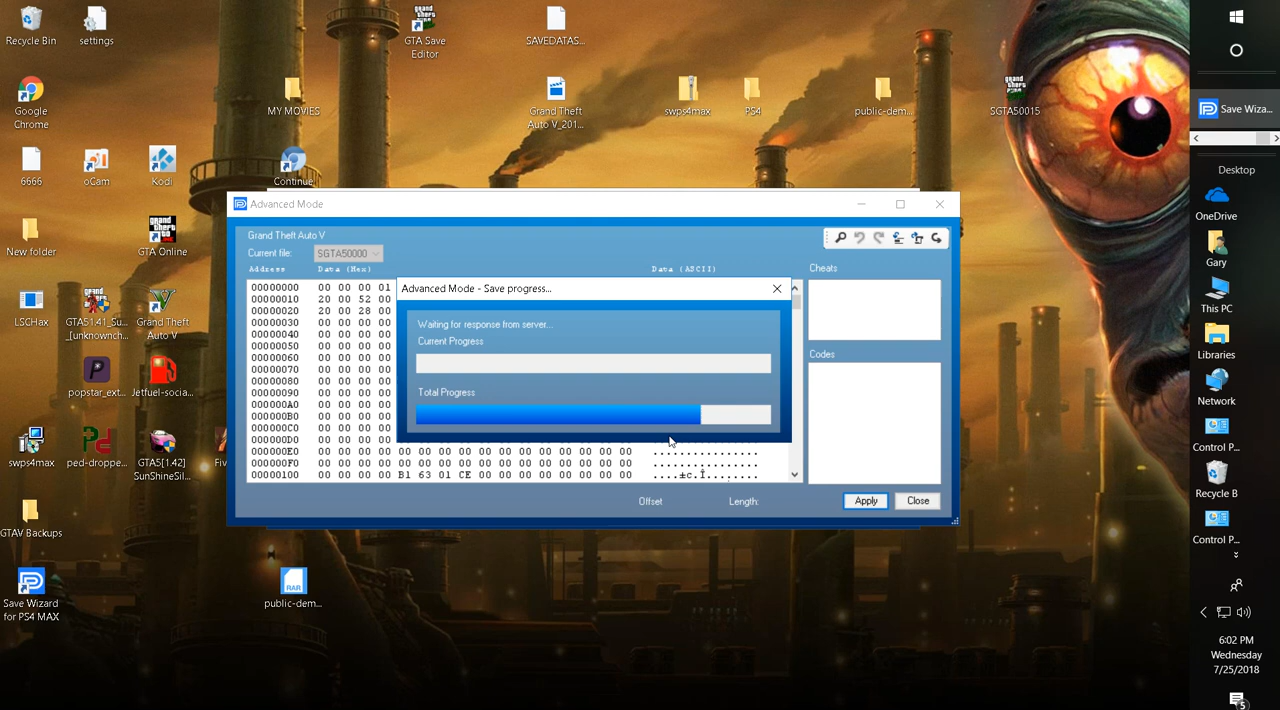 Recycle Bin
settings
GTA Save
Editor
SAVEDATAS...
Google
Chrome
MY MOVIES
Grand Theft
Auto V_201...
swps4max
PS4
public-dem...
SGTA50015
6666
oCam
Kodi
Continue
New folder
GTA Online
LSCHax
GTA51.41_Su...
_[unknownch...
Grand Theft
Auto V
popstar_ext...
Jetfuel-socia...
swps4max
ped-droppe...
GTA5[1.42]
SunShineSil...
Fiv
GTAV Backups
Save Wizard
for PS4 MAX
RAR
public-dem...
Advanced Mode
Grand Theft Auto V
Current file:
SGTA50000
Address
Data (Hex)
Data (ASCII)
00000000 00 00 00 01
00000010 20 00 52 00
00000020 20 00 28 00
00000030 00 00 00 00
00000040 00 00 00 00
00000050 00 00 00 00
00000060 00 00 00 00
00000070 00 00 00 00
00000080 00 00 00 00
00000090 00 00 00 00
000000A0 00 00 00 00
000000B0 00 00 00 00
000000C0 00 00 00 00
000000D0 00 00 00 00
000000E0 00 00 00 00 00 00 00 00 00 00 00 00 00 00 00 00 ................
000000F0 00 00 00 00 00 00 00 00 00 00 00 00 00 00 00 00 ................
00000100 00 00 00 00 B1 63 01 CE 00 00 00 00 00 00 00 00 ....±c.Î........
Advanced Mode - Save progress...
Waiting for response from server...
Current Progress
Total Progress
Cheats
Codes
Offset
Length:
Apply
Close
Save Wiza...
Desktop
OneDrive
Gary
This PC
Libraries
Network
Control P...
Recycle B
Control P...
6:02 PM
Wednesday
7/25/2018
5